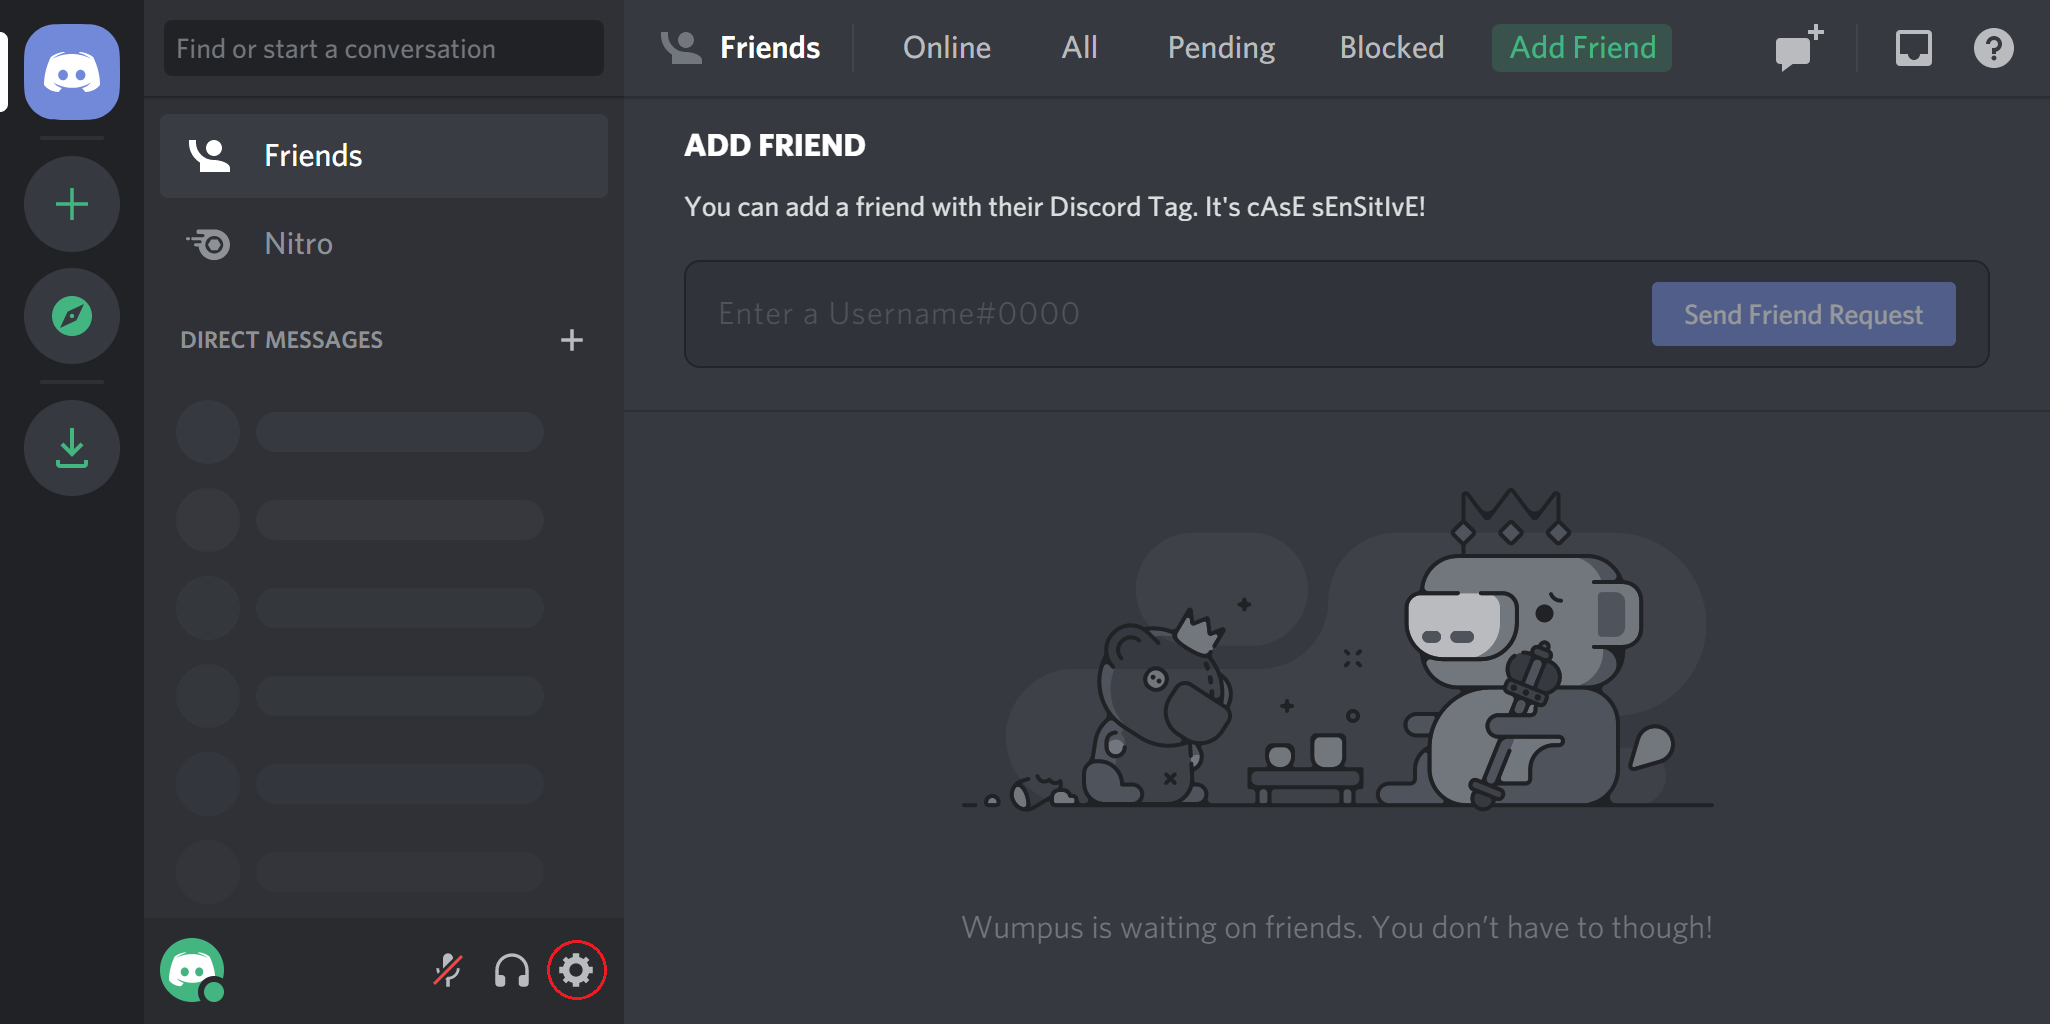 Find or start a conversation
Friends
Online
All
Pending
Blocked
Add Friend
Friends
Nitro
DIRECT MESSAGES
ADD FRIEND
You can add a friend with their Discord Tag. It's cAsE sEnSitIvE!
Enter a Username#0000
Send Friend Request
Wumpus is waiting on friends. You don’t have to though!